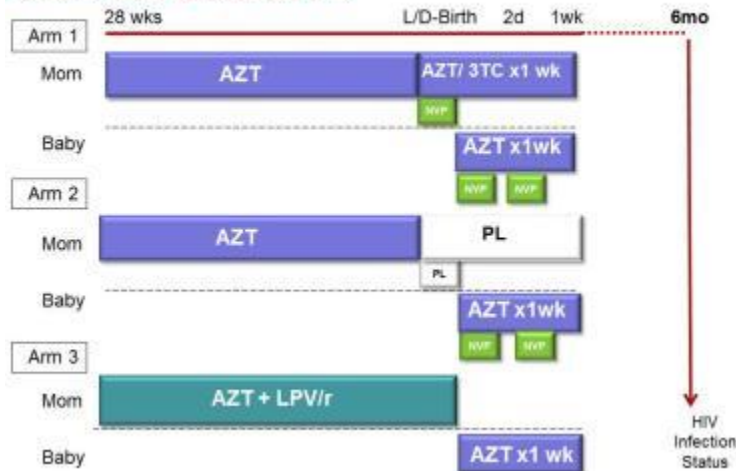 28 wks L/D-Birth 2d 1wk 6mo
Arm 1
Mom AZT AZT/ 3TC x1 wk
NVP
Baby AZT x1wk
Arm 2 NVP NVP
Mom AZT PL
PL
Baby AZT x1wk
NVP NVP
Arm 3
Mom AZT + LPV/r
HIV
Infection
Baby AZT x1 wk Status